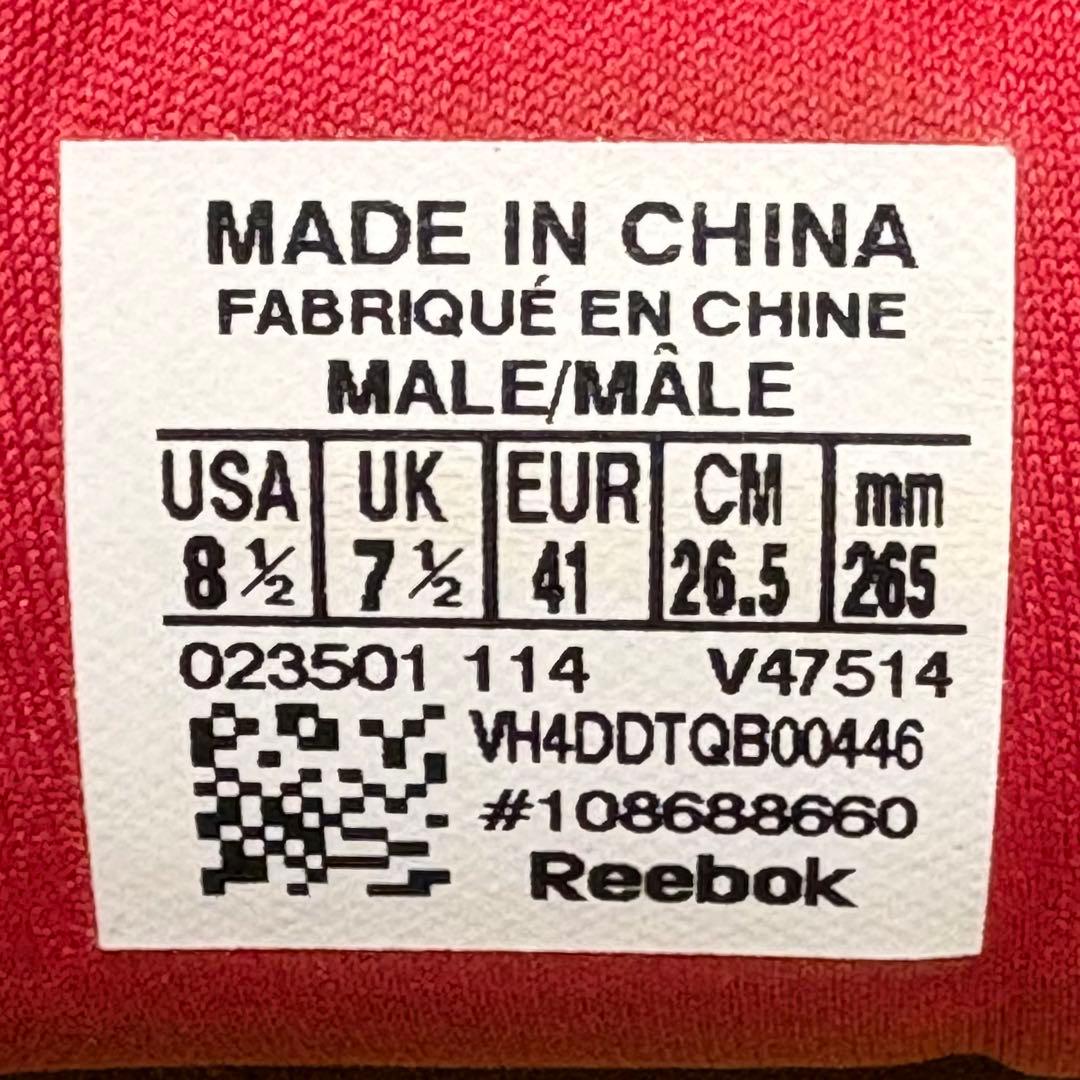 MADE IN CHINA
FABRIQUÉ EN CHINE
MALE/MÂLE
USA UK EUR CM mm
8 ½ 7 ½ 41 26.5 265
023501 114 V47514
VH4DDTQB00446
#108688660
Reebok